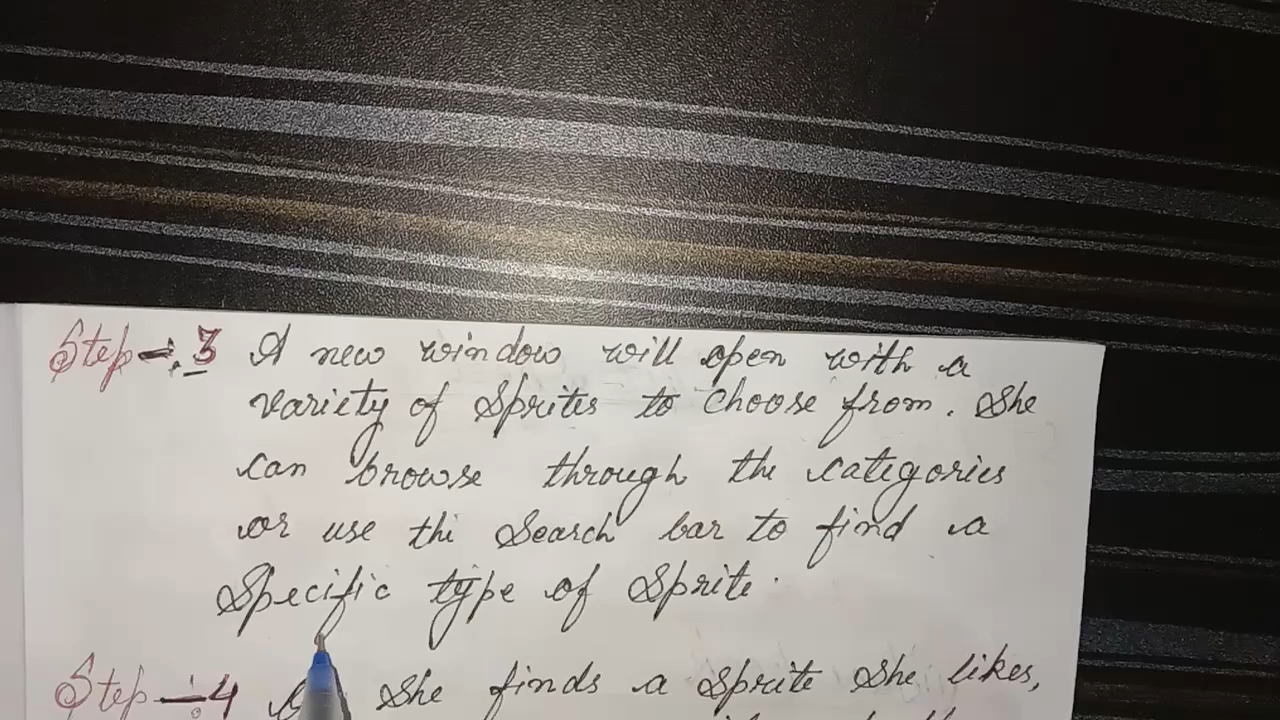 Step-:3 A new window will open with a
variety of Sprites to choose from. She
can browse through the categories
or use the Search bar to find a
Specific type of Sprite.
Step-:4 She finds a Sprite She likes,